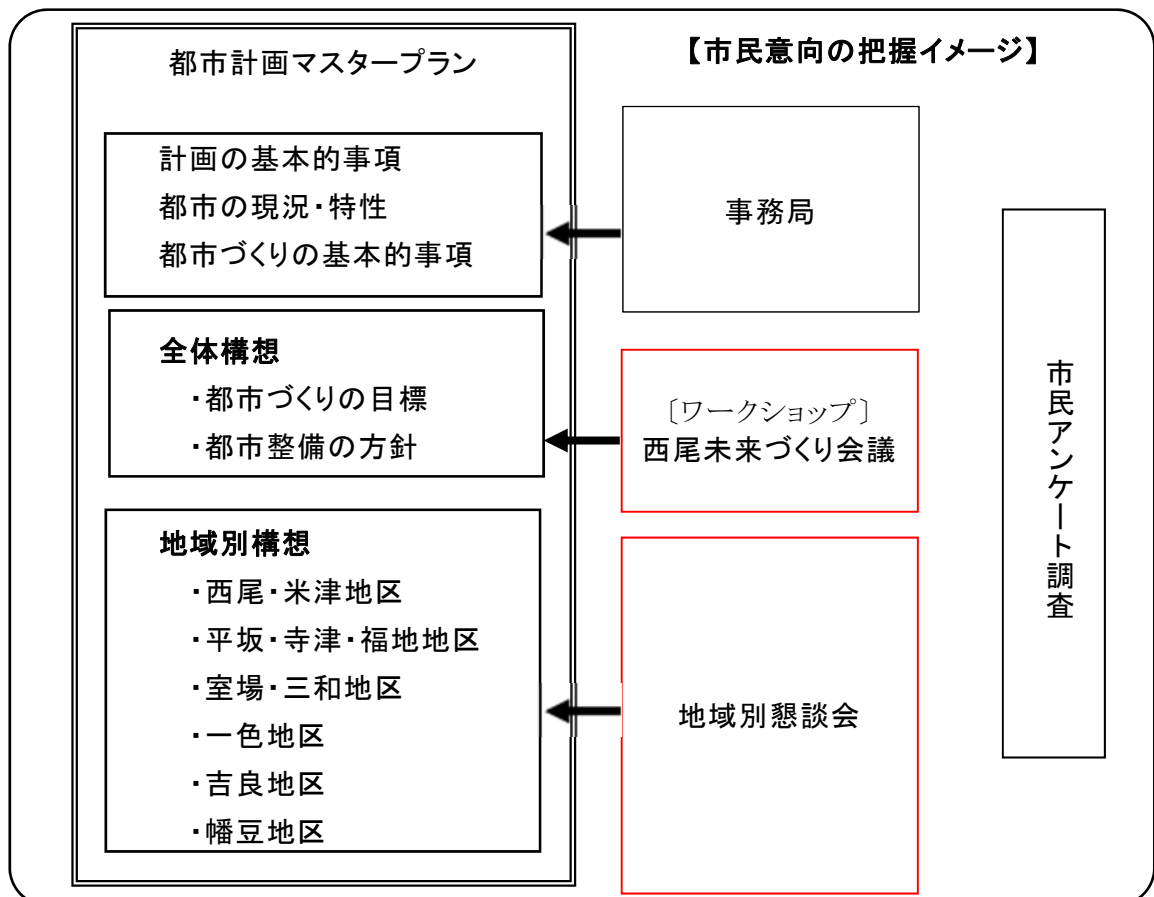 都市計画マスタープラン
計画の基本的事項
都市の現況・特性
都市づくりの基本的事項
全体構想
・都市づくりの目標
・都市整備の方針
地域別構想
・西尾・米津地区
・平坂・寺津・福地地区
・室場・三和地区
・一色地区
・吉良地区
・幡豆地区
【市民意向の把握イメージ】
事務局
〔ワークショップ〕
西尾未来づくり会議
地域別懇談会
市民アンケート調査